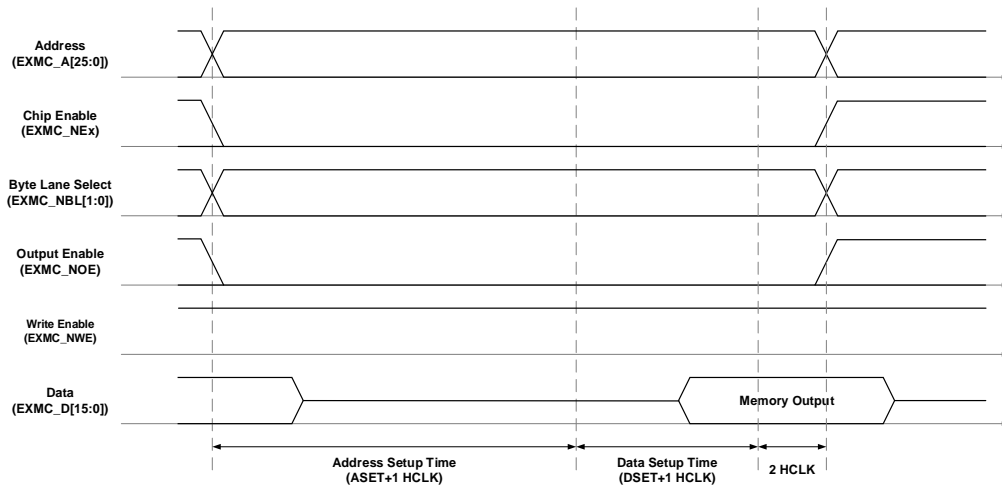 Address
(EXMC_A[25:0])
Chip Enable
(EXMC_NEx)
Byte Lane Select
(EXMC_NBL[1:0])
Output Enable
(EXMC_NOE)
Write Enable
(EXMC_NWE)
Data
(EXMC_D[15:0])
Memory Output
Address Setup Time
(ASET+1 HCLK)
Data Setup Time
(DSET+1 HCLK)
2 HCLK